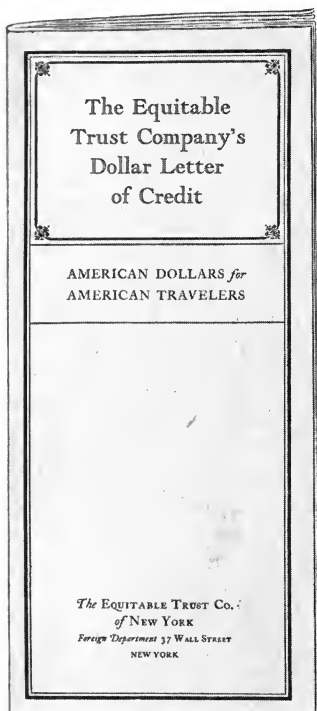 The Equitable
Trust Company's
Dollar Letter
of Credit
AMERICAN DOLLARS for
AMERICAN TRAVELERS
The EQUITABLE TRUST CO.
of NEW YORK
Foreign Department 37 WALL STREET
NEW YORK